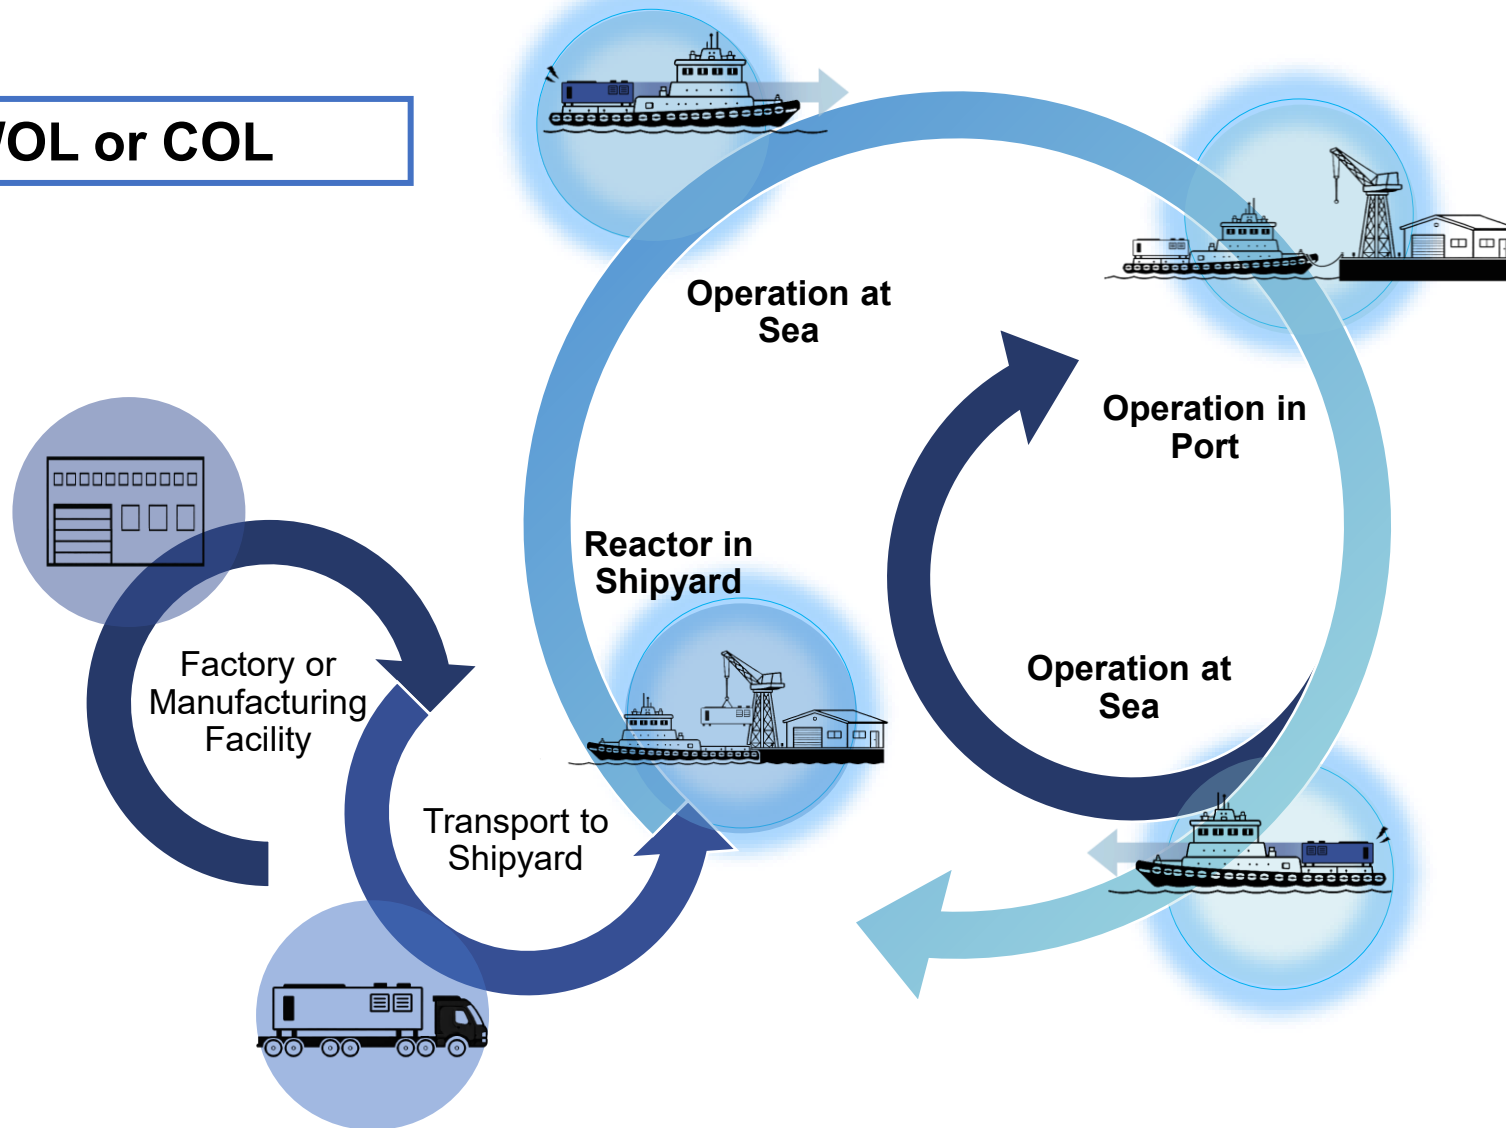 /OL or COL
Operation at
Sea
Operation in
Port
Reactor in
Shipyard
Factory or
Manufacturing
Facility
Operation at
Sea
Transport to
Shipyard